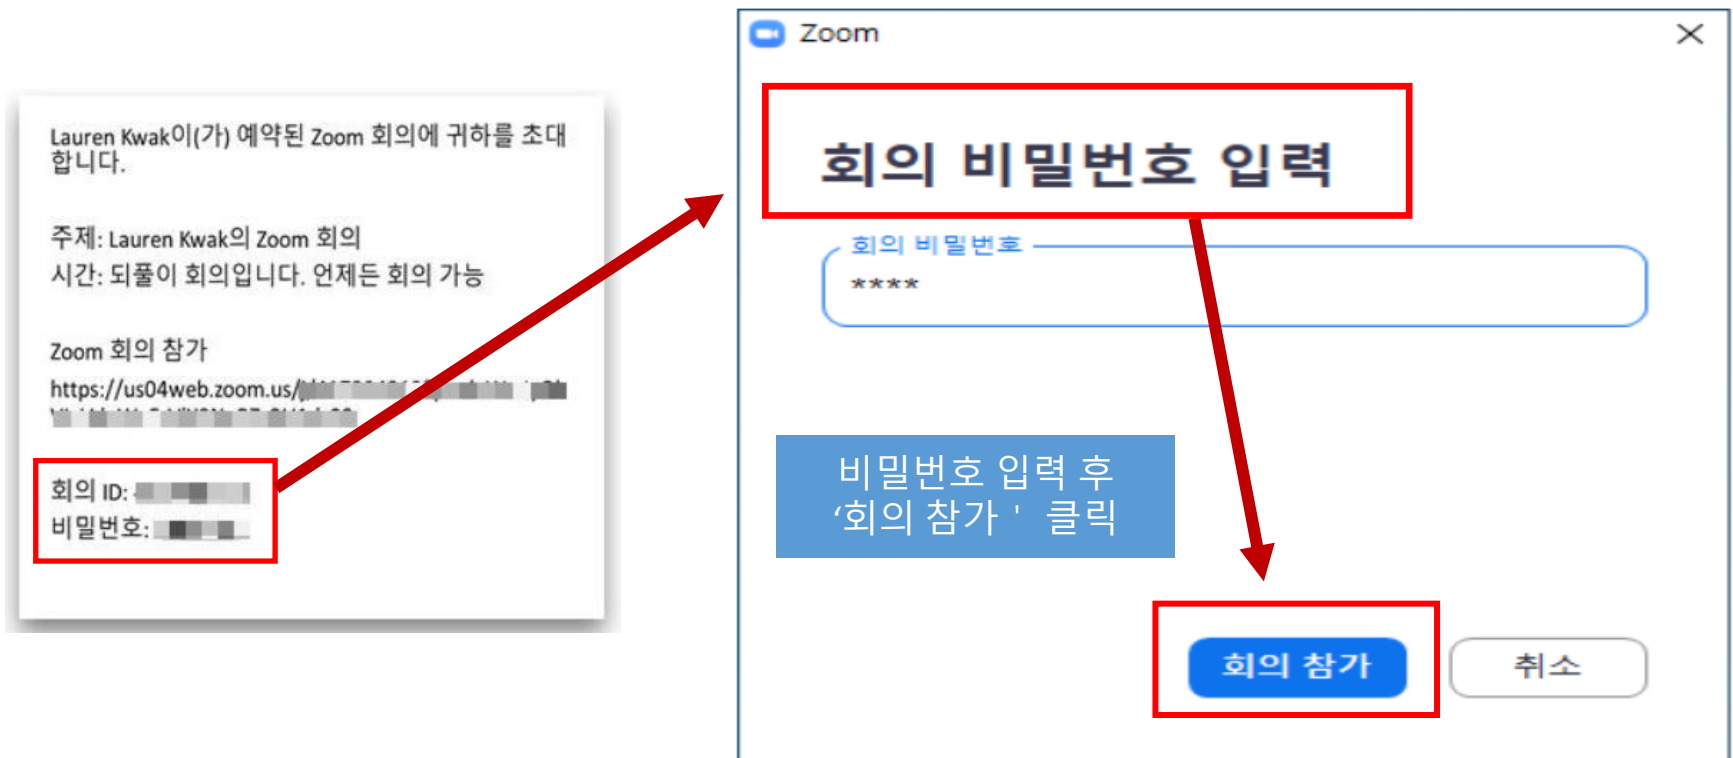 Lauren Kwak이(가) 예약된 Zoom 회의에 귀하를 초대
합니다.
주제: Lauren Kwak의 Zoom 회의
시간: 되풀이 회의입니다. 언제든 회의 가능
Zoom 회의 참가
https://us04web.zoom.us/
회의 ID:
비밀번호:
Zoom
회의 비밀번호 입력
회의 비밀번호
****
비밀번호 입력 후
‘회의 참가 ' 클릭
회의 참가
취소